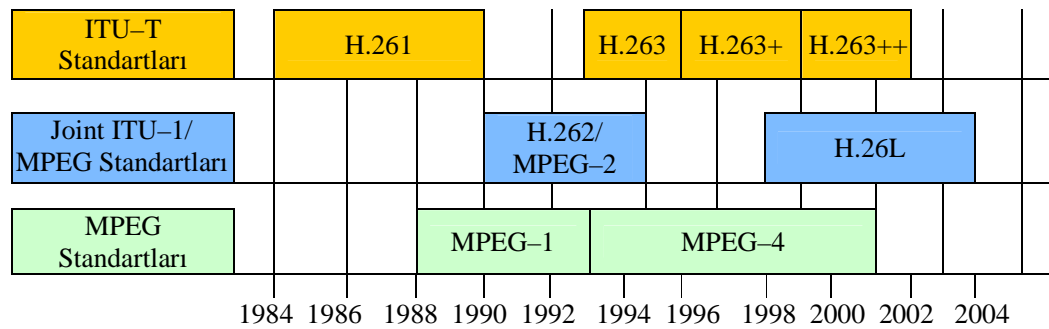 ITU–T
Standartları
H.261
H.263
H.263+
H.263++
Joint ITU–1/
MPEG Standartları
H.262/
MPEG–2
H.26L
MPEG
Standartları
MPEG–1
MPEG–4
1984 1986 1988 1990 1992 1994 1996 1998 2000 2002 2004